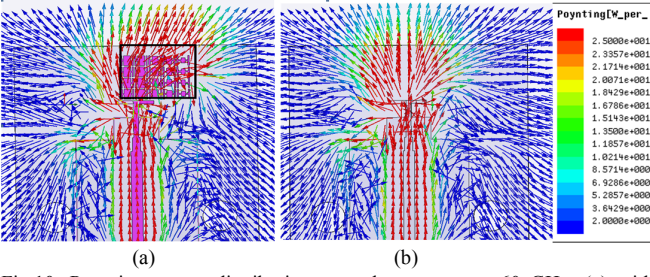 Poynting[W_per_
2.5000e+001
2.3357e+001
2.1714e+001
2.0071e+001
1.8429e+001
1.6786e+001
1.5143e+001
1.3500e+001
1.1857e+001
1.0214e+001
8.5714e+000
6.9286e+000
5.2857e+000
3.6429e+000
2.0000e+000
(a) (b)